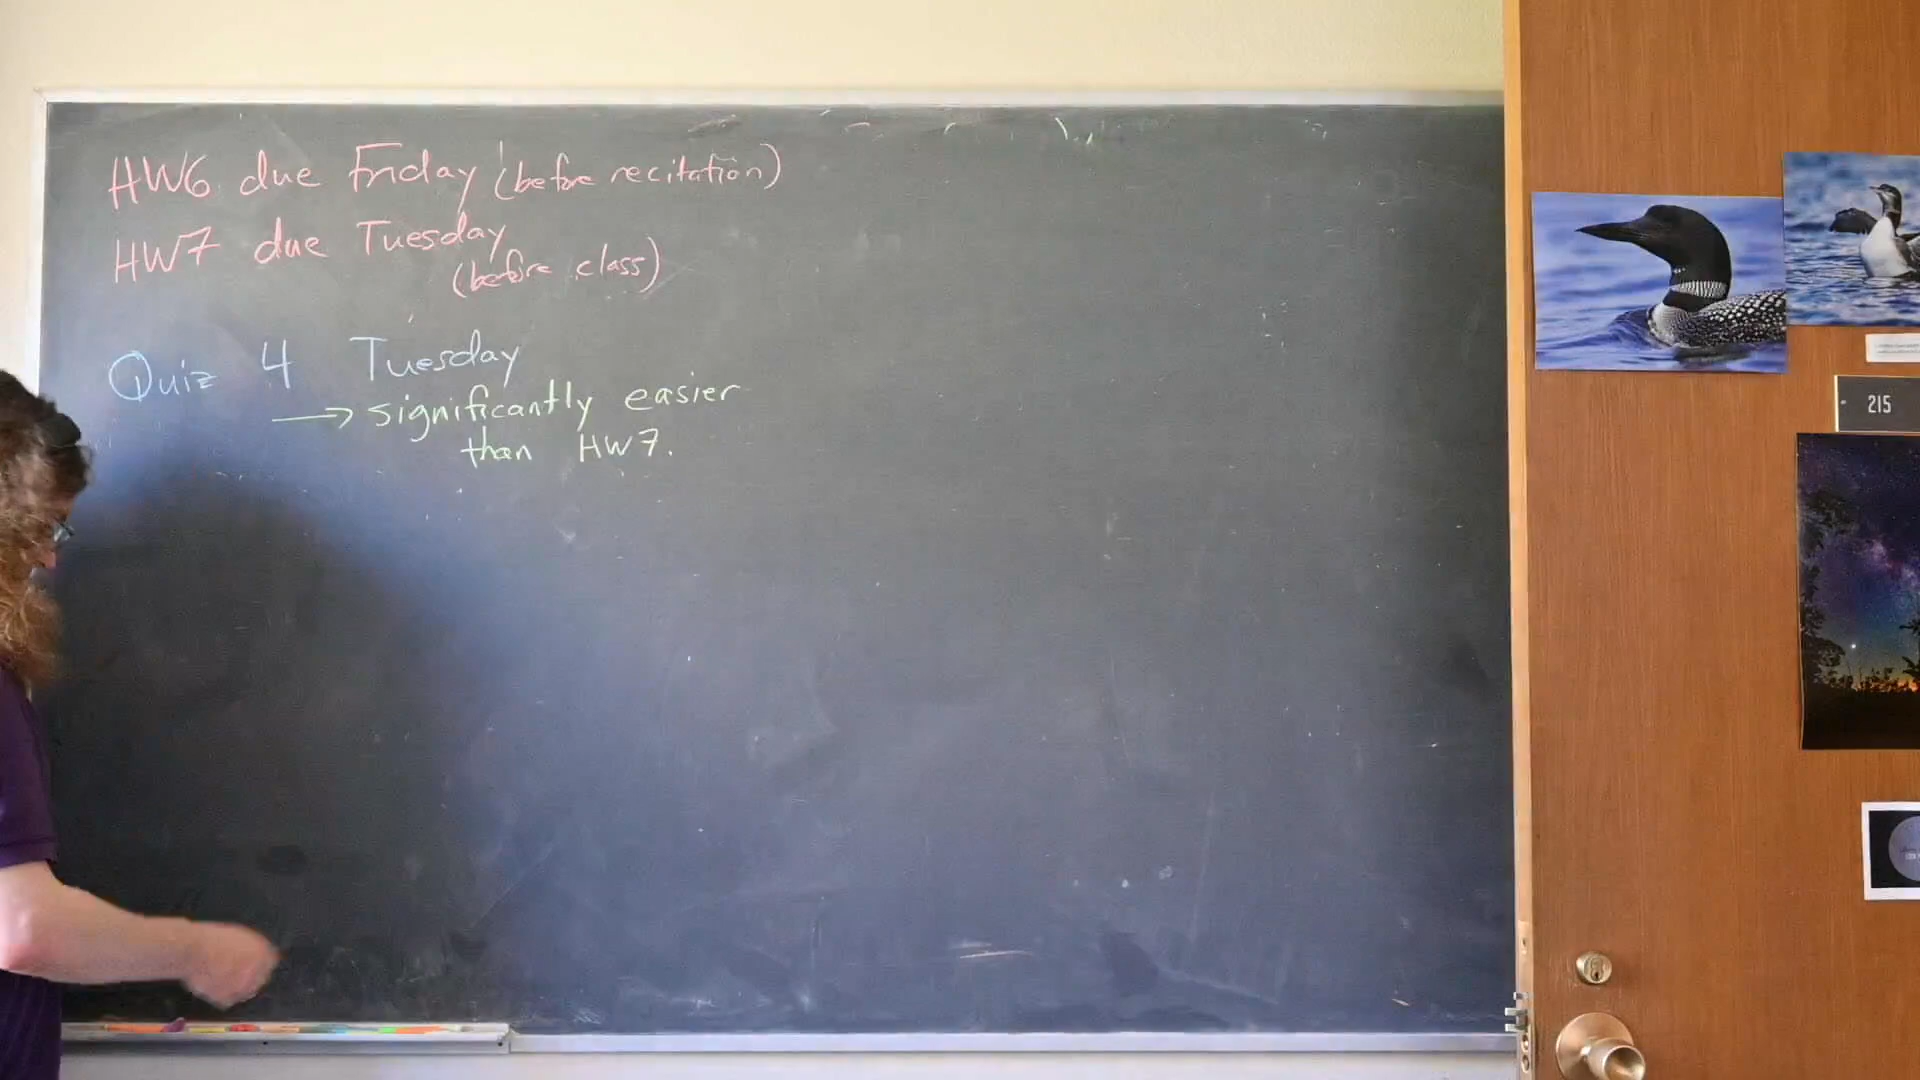 HW6 due Friday (before recitation)
HW7 due Tuesday
(before class)
Quiz 4 Tuesday
→ significantly easier
than HW7.
215